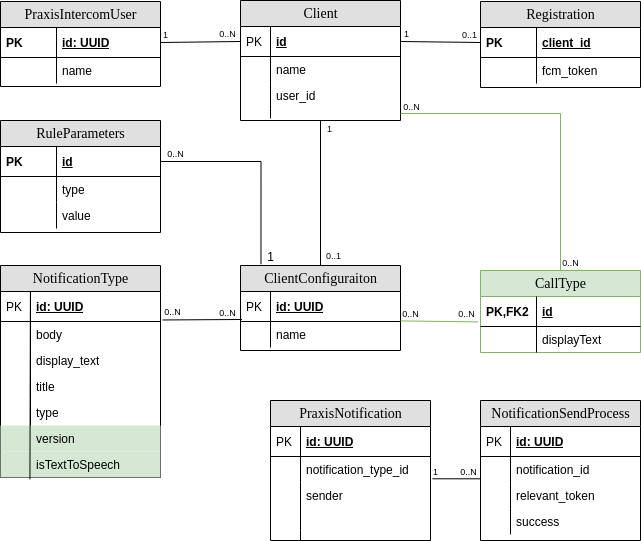 PraxisIntercomUser
PK id: UUID
name
1 0..N
Client
PK id
name
user_id
1 0..1
Registration
PK client_id
fcm_token
0..N
1
RuleParameters
PK id
type
value
0..N
1
0..1
0..N
NotificationType
PK id: UUID
body
display_text
title
type
version
isTextToSpeech
0..N 0..N
ClientConfiguraiton
PK id: UUID
name
0..N 0..N
CallType
PK,FK2 id
displayText
PraxisNotification
PK id: UUID
notification_type_id
sender
1 0..N
NotificationSendProcess
PK id: UUID
notification_id
relevant_token
success